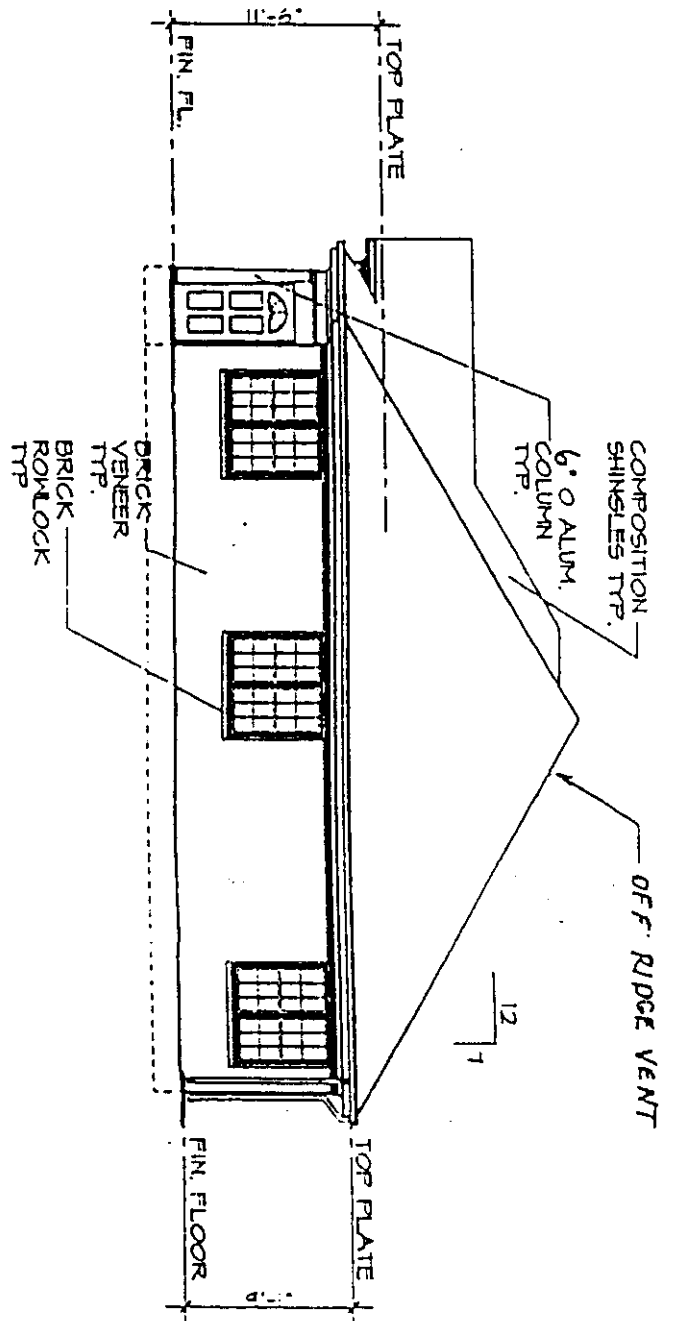 11'-6"
TOP PLATE
FIN. FL.
COMPOSITION
SHINGLES TYP.
6" O ALUM.
COLUMN
TYP.
OFF RIDGE VENT
12
7
BRICK
VENEER
TYP.
BRICK
ROWLOCK
TYP
TOP PLATE
FIN. FLOOR